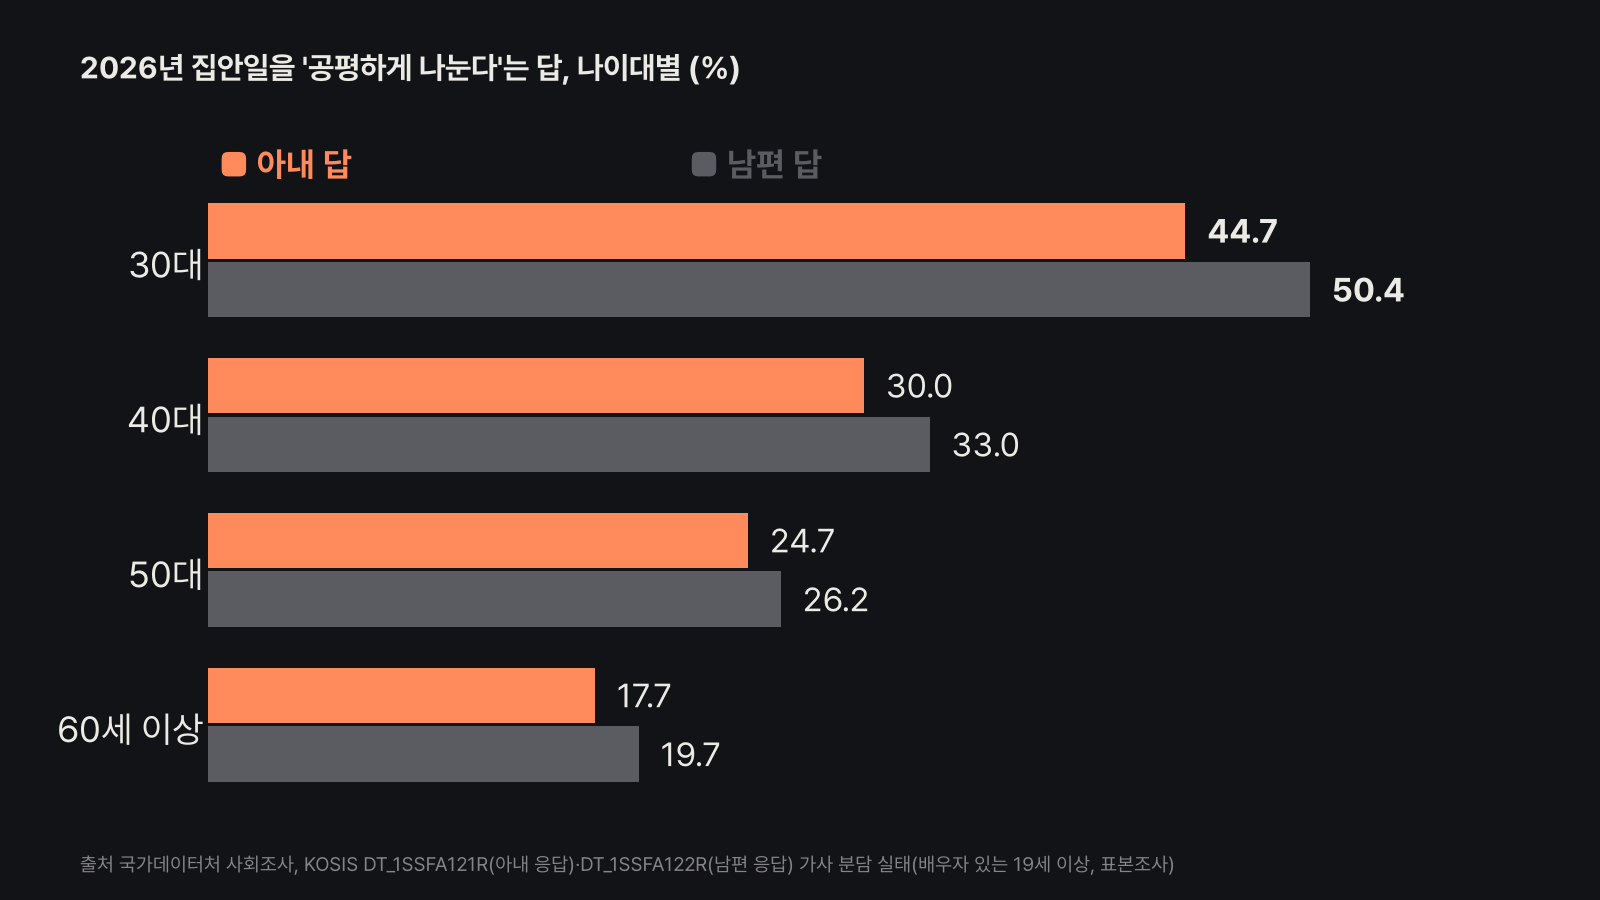 2026년 집안일을 '공평하게 나눈다'는 답, 나이대별 (%)
아내 답
남편 답
30대
44.7
50.4
40대
30.0
33.0
50대
24.7
26.2
60세 이상
17.7
19.7
출처 국가데이터처 사회조사, KOSIS DT_1SSFA121R(아내 응답)·DT_1SSFA122R(남편 응답) 가사 분담 실태(배우자 있는 19세 이상, 표본조사)